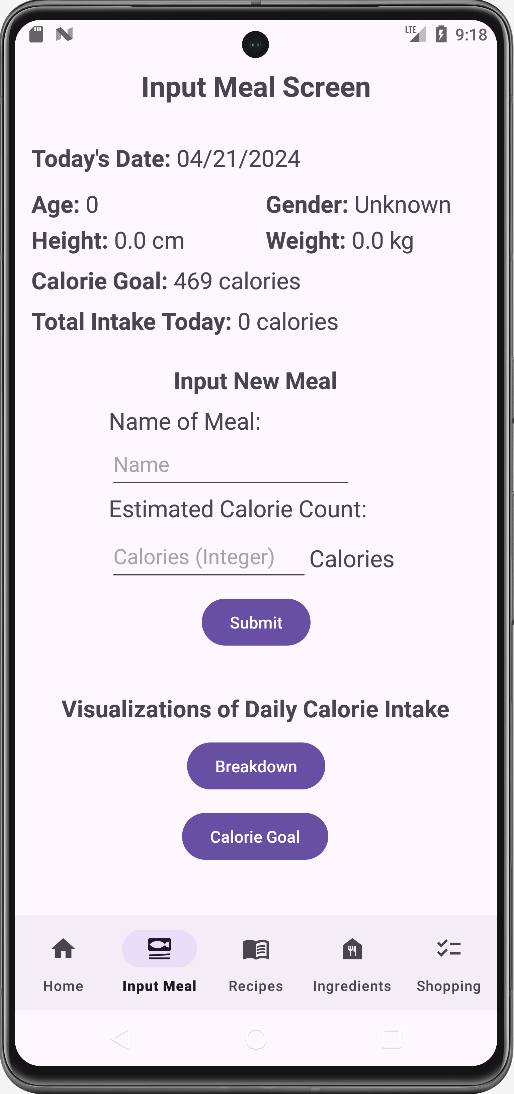 LTE 9:18
Input Meal Screen
Today's Date: 04/21/2024
Age: 0 Gender: Unknown
Height: 0.0 cm Weight: 0.0 kg
Calorie Goal: 469 calories
Total Intake Today: 0 calories
Input New Meal
Name of Meal:
Name
Estimated Calorie Count:
Calories (Integer) Calories
Submit
Visualizations of Daily Calorie Intake
Breakdown
Calorie Goal
Home Input Meal Recipes Ingredients Shopping